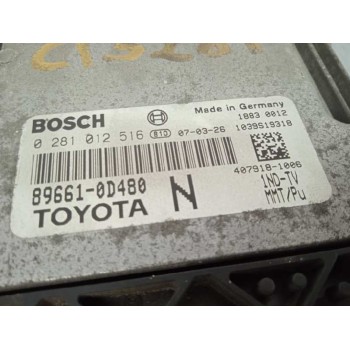 BOSCH
Made in Germany
1883 0012
0 281 012 516 610 07-03-26
1039S19318
407918-1006
89661-0D480
TOYOTA
N
1ND-TV
MMT/Pu